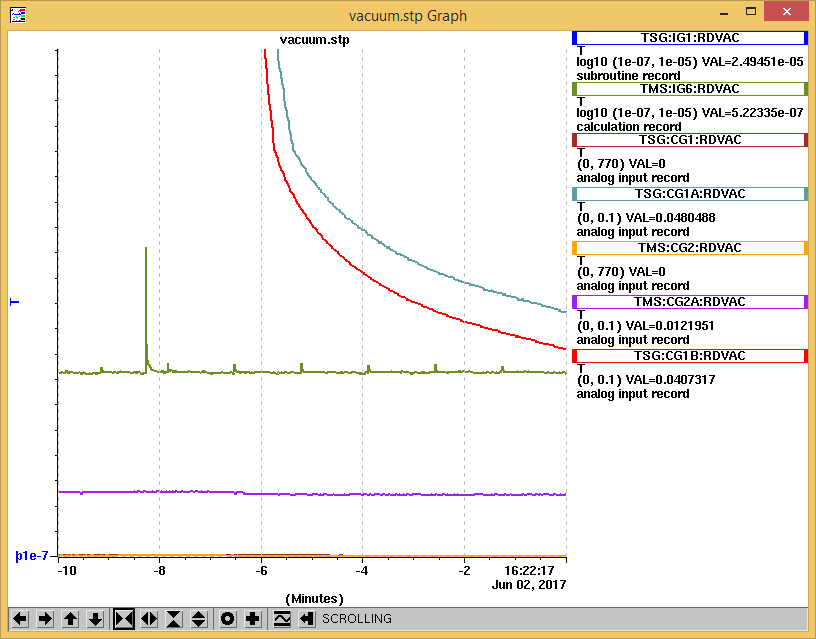 vacuum.stp Graph
vacuum.stp
TSG:IG1:RDVAC
T
log10 (1e-07, 1e-05) VAL=2.49451e-05
subroutine record
TMS:IG6:RDVAC
T
log10 (1e-07, 1e-05) VAL=5.22335e-07
calculation record
TSG:CG1:RDVAC
T
(0, 770) VAL=0
analog input record
TSG:CG1A:RDVAC
T
(0, 0.1) VAL=0.0480488
analog input record
TMS:CG2:RDVAC
T
(0, 770) VAL=0
analog input record
TMS:CG2A:RDVAC
T
(0, 0.1) VAL=0.0121951
analog input record
TSG:CG1B:RDVAC
T
(0, 0.1) VAL=0.0407317
analog input record
T
1e-7
-10 -8 -6 -4 -2 16:22:17
Jun 02, 2017
(Minutes)
SCROLLING